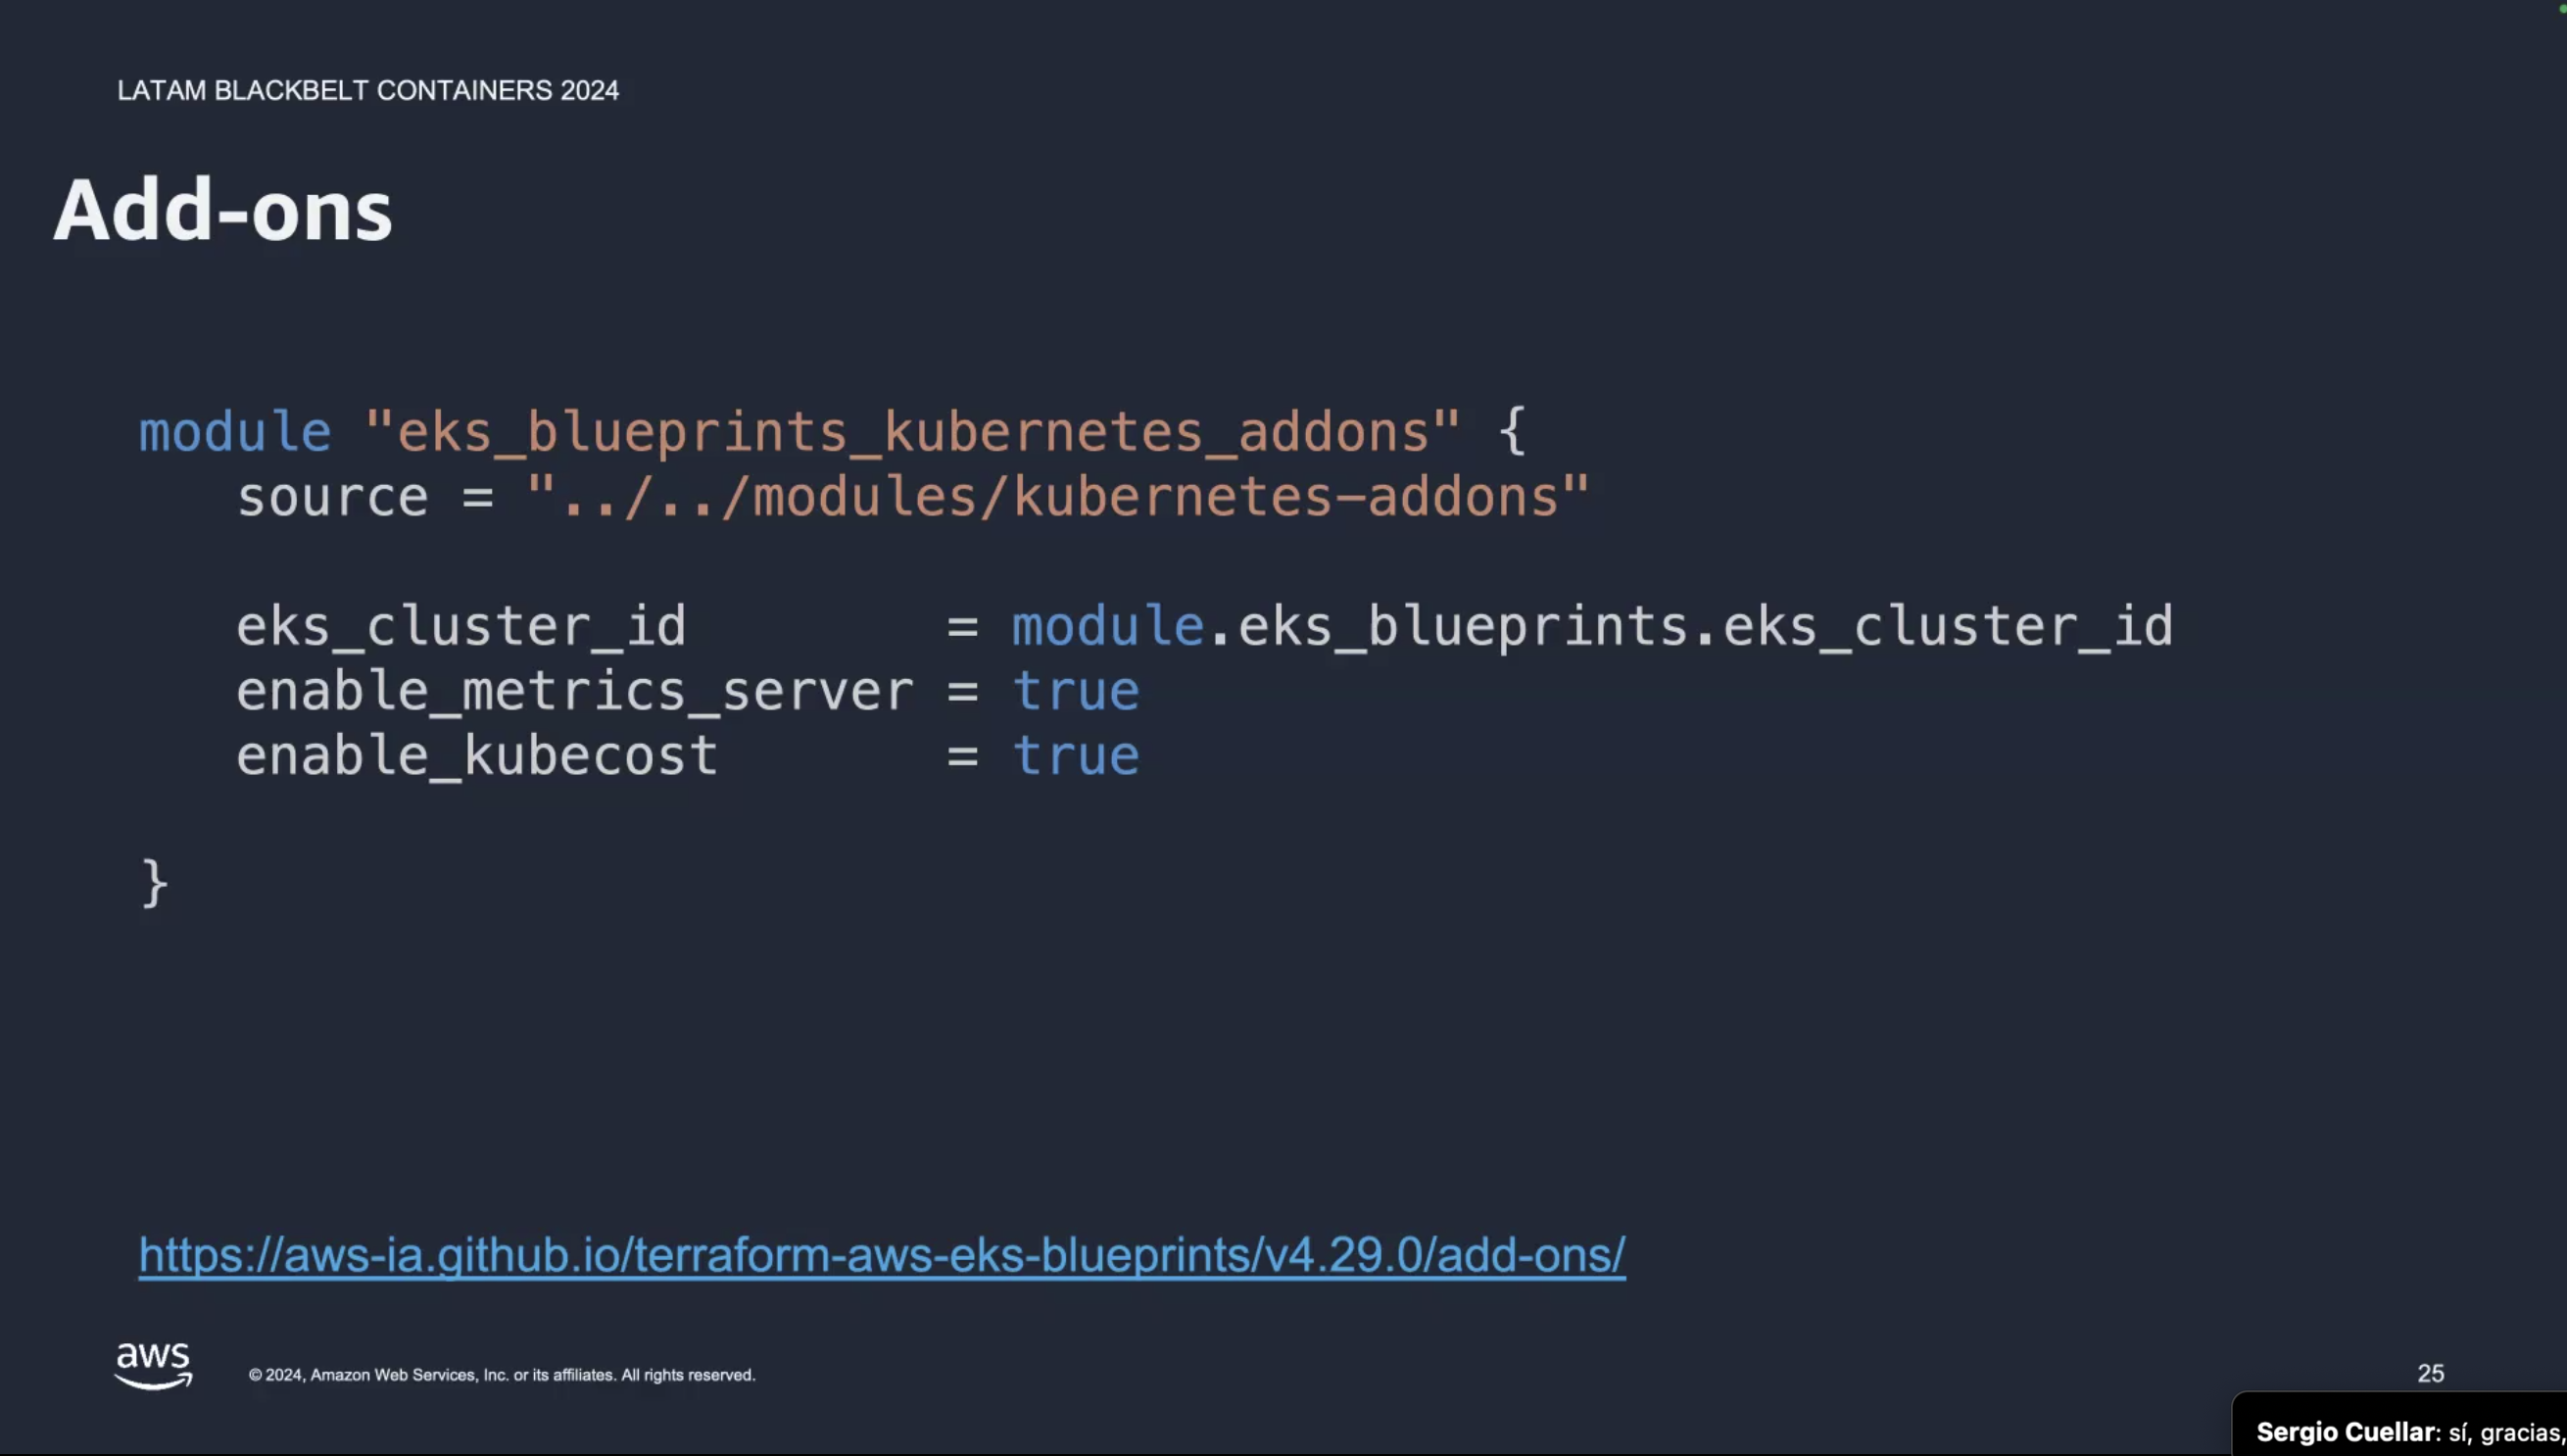 LATAM BLACKBELT CONTAINERS 2024
Add-ons
module "eks_blueprints_kubernetes_addons" {
source = "../../modules/kubernetes-addons"
eks_cluster_id = module.eks_blueprints.eks_cluster_id
enable_metrics_server = true
enable_kubecost = true
}
https://aws-ia.github.io/terraform-aws-eks-blueprints/v4.29.0/add-ons/
aws
© 2024, Amazon Web Services, Inc. or its affiliates. All rights reserved.
25
Sergio Cuellar: sí, gracias,